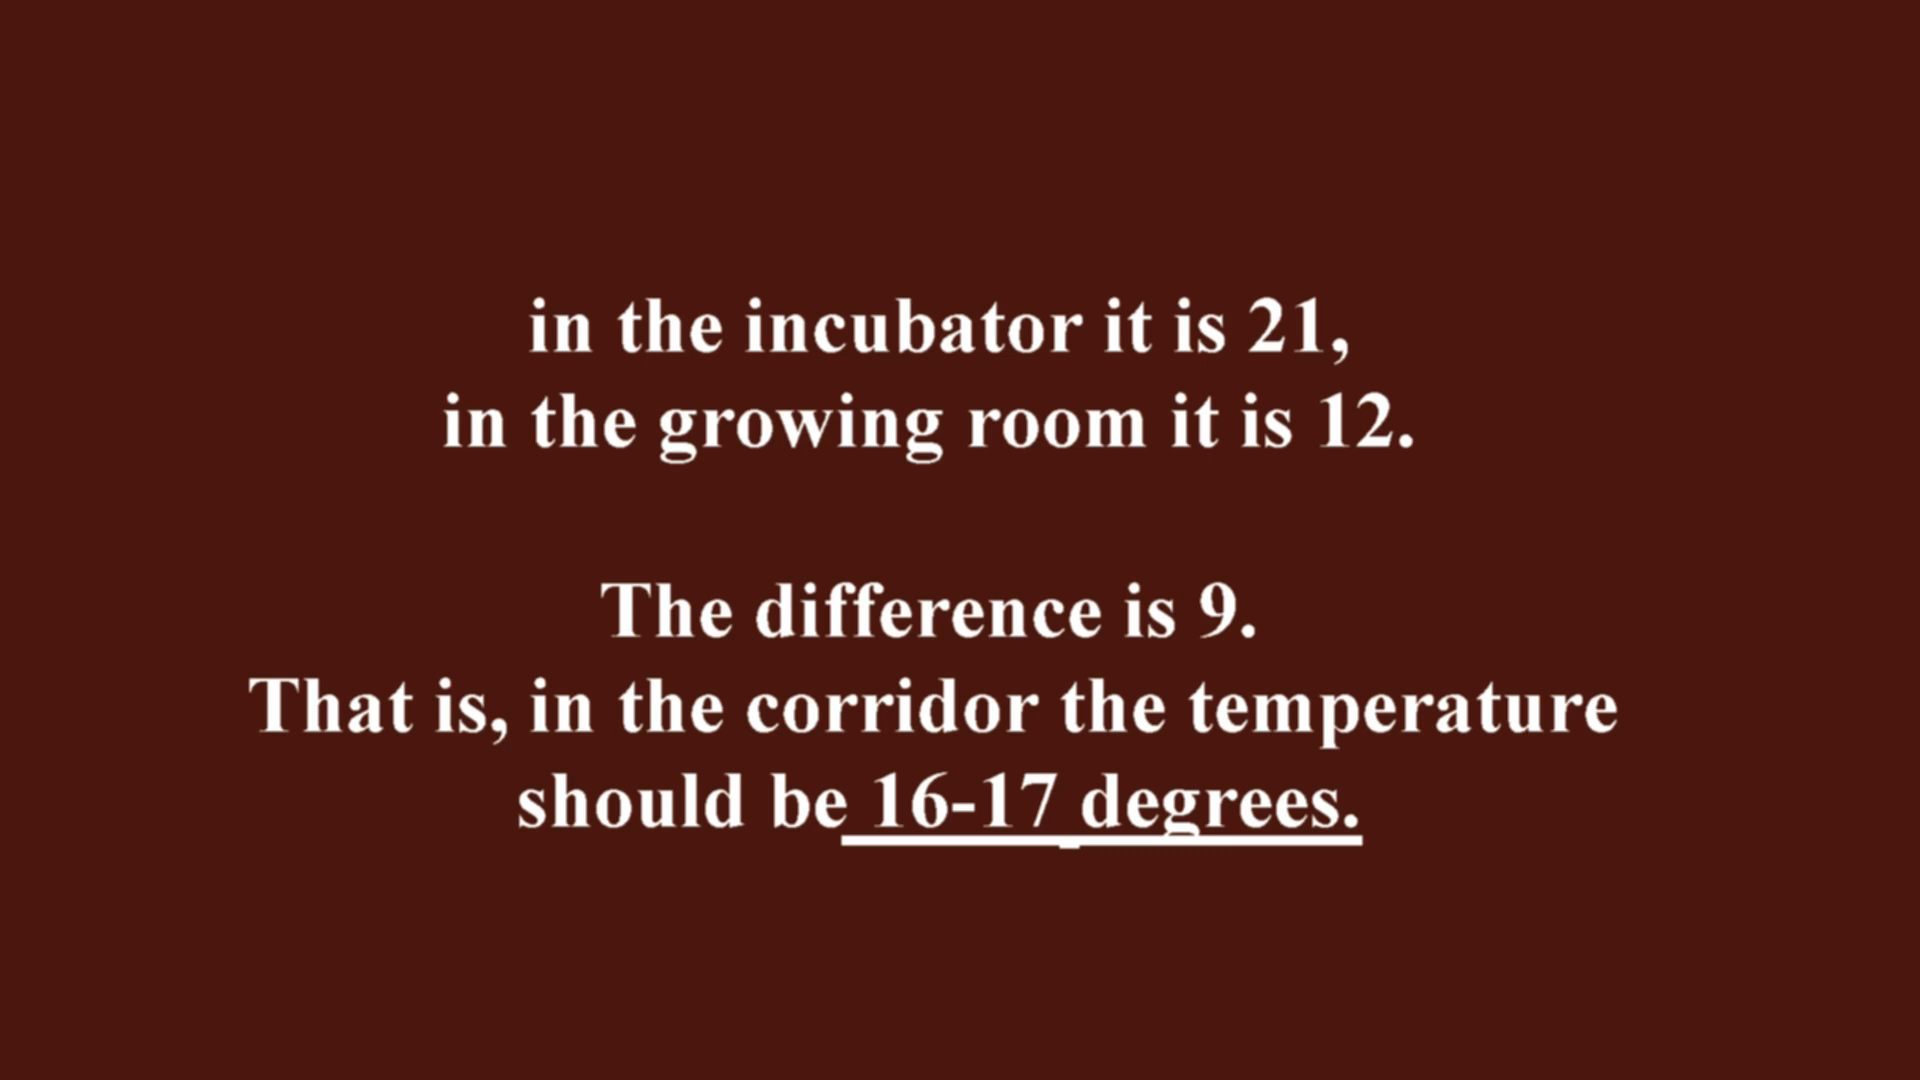 in the incubator it is 21,
in the growing room it is 12.
The difference is 9.
That is, in the corridor the temperature
should be 16-17 degrees.